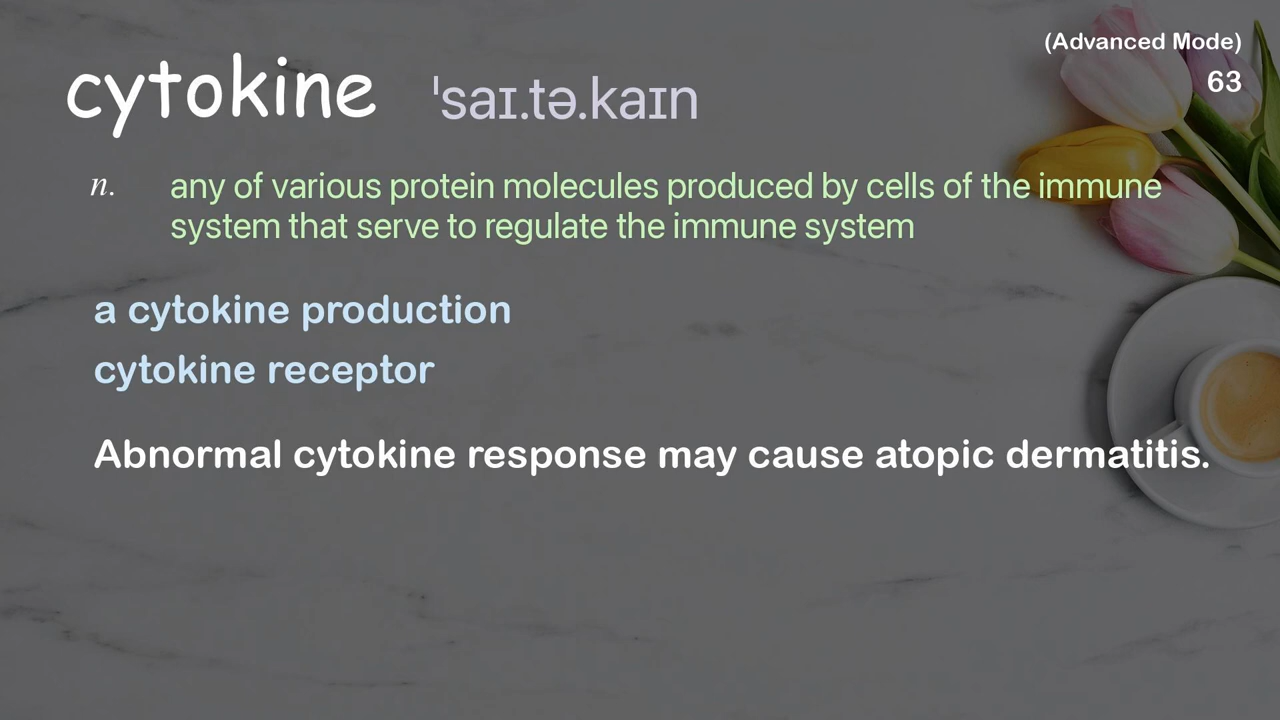 (Advanced Mode)
63
cytokine ˈsaɪ.tə.kaɪn
n. any of various protein molecules produced by cells of the immune
system that serve to regulate the immune system
a cytokine production
cytokine receptor
Abnormal cytokine response may cause atopic dermatitis.